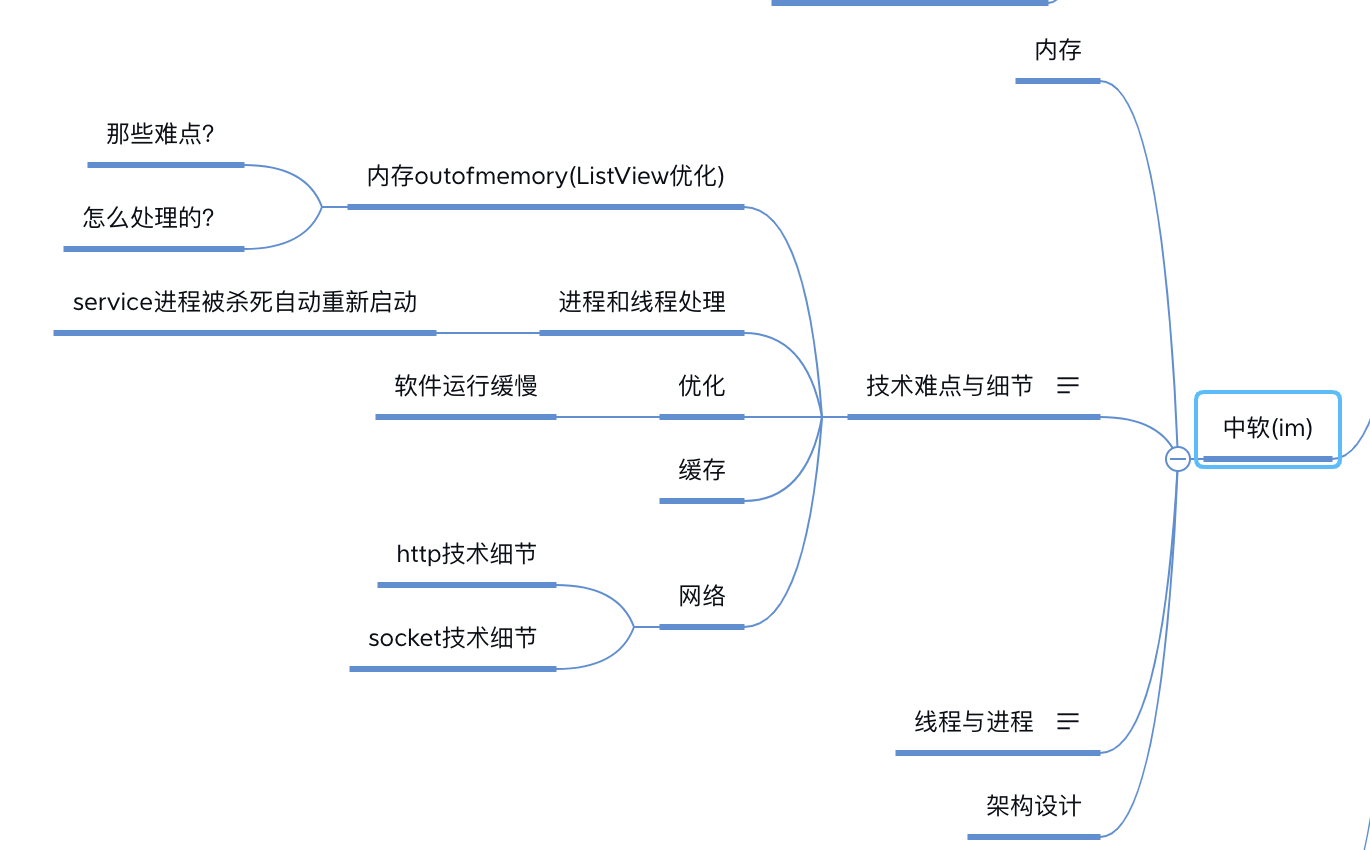 内存
那些难点?
内存outofmemory(ListView优化)
怎么处理的?
service进程被杀死自动重新启动
进程和线程处理
软件运行缓慢
优化
技术难点与细节
中软(im)
缓存
http技术细节
网络
socket技术细节
线程与进程
架构设计